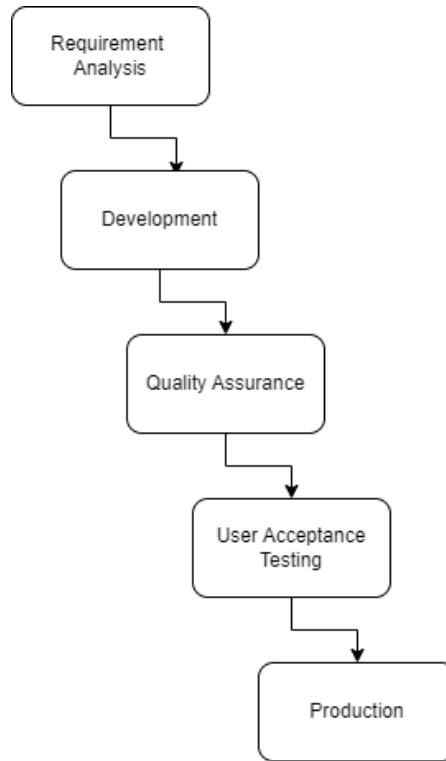 Requirement
Analysis
Development
Quality Assurance
User Acceptance
Testing
Production